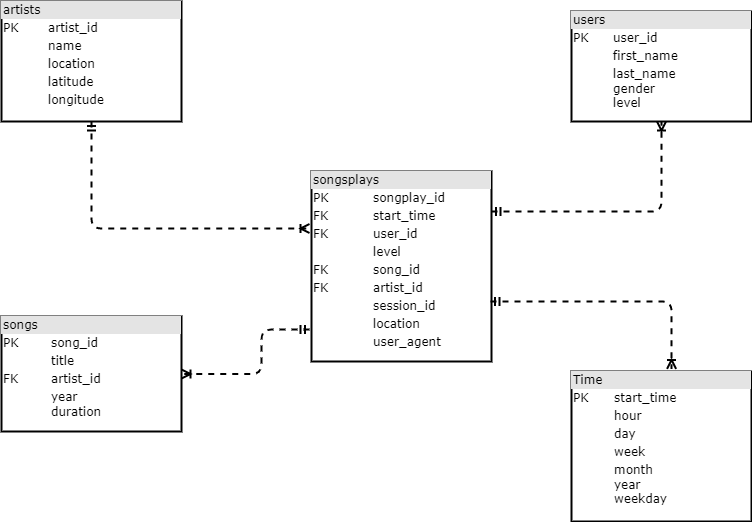 artists
PK artist_id
name
location
latitude
longitude
users
PK user_id
first_name
last_name
gender
level
songsplays
PK songplay_id
FK start_time
FK user_id
level
FK song_id
FK artist_id
session_id
location
user_agent
songs
PK song_id
title
FK artist_id
year
duration
Time
PK start_time
hour
day
week
month
year
weekday